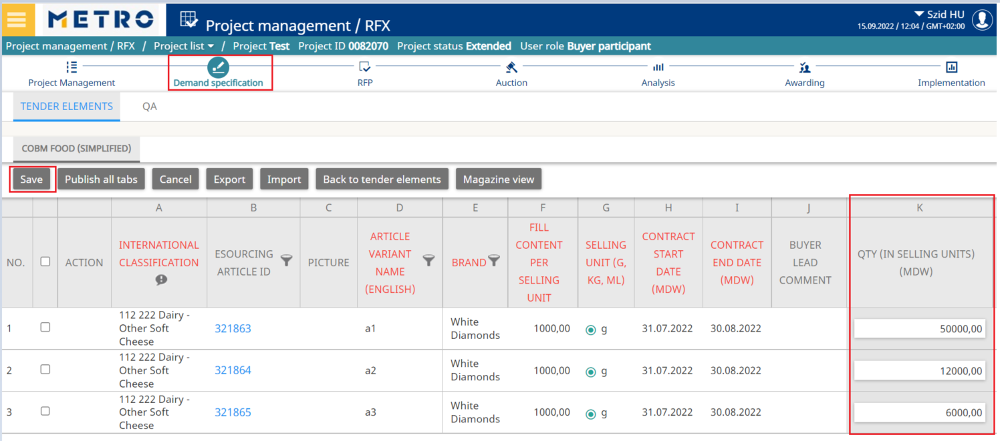 METRO
Project management / RFX
Szid HU
15.09.2022 / 12:04 / GMT+02:00
Project management / RFX / Project list / Project Test Project ID 0082070 Project status Extended User role Buyer participant
Project Management
Demand specification
RFP
Auction
Analysis
Awarding
Implementation
TENDER ELEMENTS QA
COBM FOOD (SIMPLIFIED)
Save Publish all tabs Cancel Export Import Back to tender elements Magazine view
A B C D E F G H I J K
NO.
ACTION
INTERNATIONAL
CLASSIFICATION
ESOURCING
ARTICLE ID
PICTURE
ARTICLE
VARIANT
NAME
(ENGLISH)
BRAND
FILL
CONTENT
PER
SELLING
UNIT
SELLING
UNIT (G,
KG, ML)
CONTRACT
START
DATE
(MDW)
CONTRACT
END DATE
(MDW)
BUYER
LEAD
COMMENT
QTY (IN SELLING UNITS)
(MDW)
1
112 222 Dairy -
Other Soft
Cheese
321863
a1
White
Diamonds
1000,00
g
31.07.2022
30.08.2022
50000,00
2
112 222 Dairy -
Other Soft
Cheese
321864
a2
White
Diamonds
1000,00
g
31.07.2022
30.08.2022
12000,00
3
112 222 Dairy -
Other Soft
Cheese
321865
a3
White
Diamonds
1000,00
g
31.07.2022
30.08.2022
6000,00